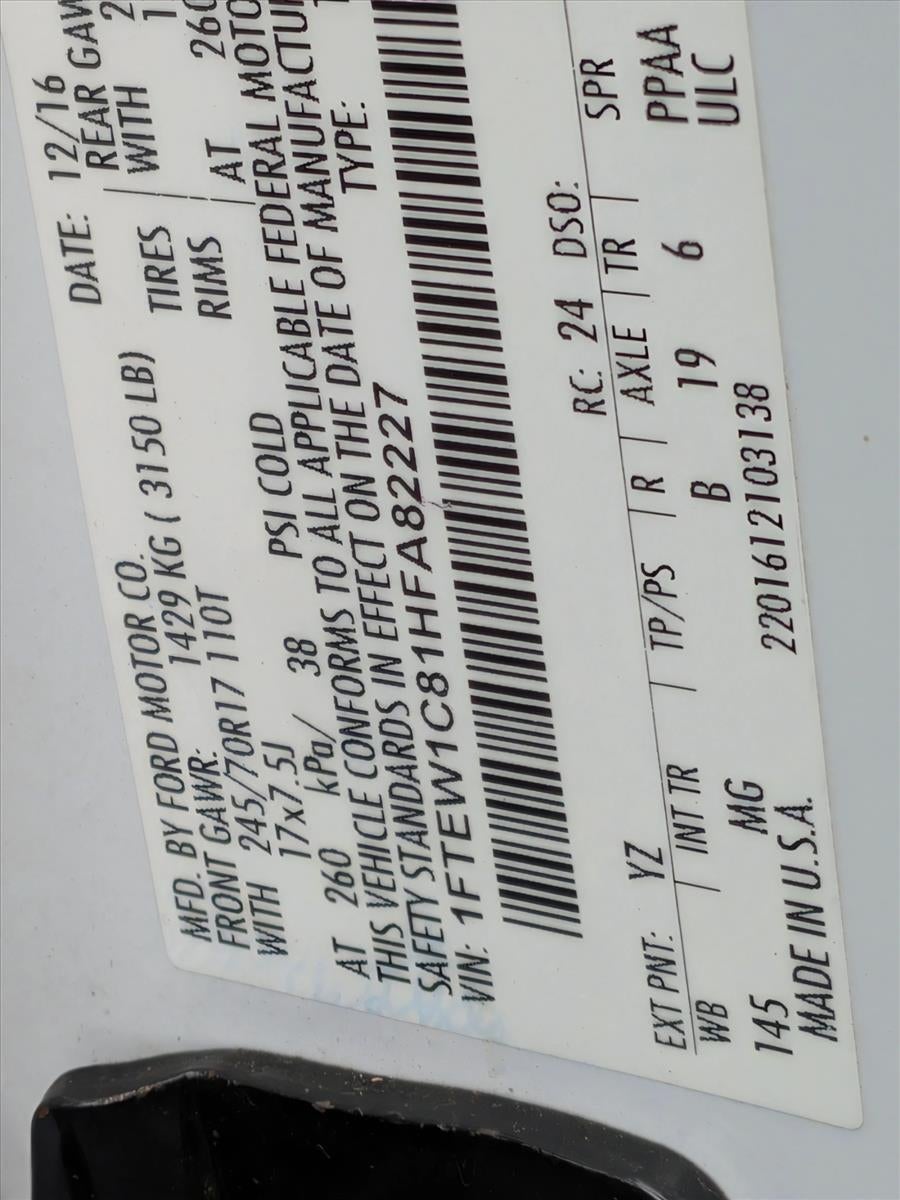 MFD. BY FORD MOTOR CO.
DATE: 12/16
FRONT GAWR: 1429 KG ( 3150 LB)
REAR GAW
WITH 245/70R17 110T TIRES WITH
17x7.5J RIMS
AT 260 kPa/ 38 PSI COLD AT 260
THIS VEHICLE CONFORMS TO ALL APPLICABLE FEDERAL MOTO
SAFETY STANDARDS IN EFFECT ON THE DATE OF MANUFACTU
VIN: 1FTEW1C81HFA82227 TYPE:
EXT PNT: YZ RC: 24 DSO:
WB INT TR TP/PS R AXLE TR SPR
145 MG B 19 6 PPAA
MADE IN U.S.A. 220161210​3138 ULC